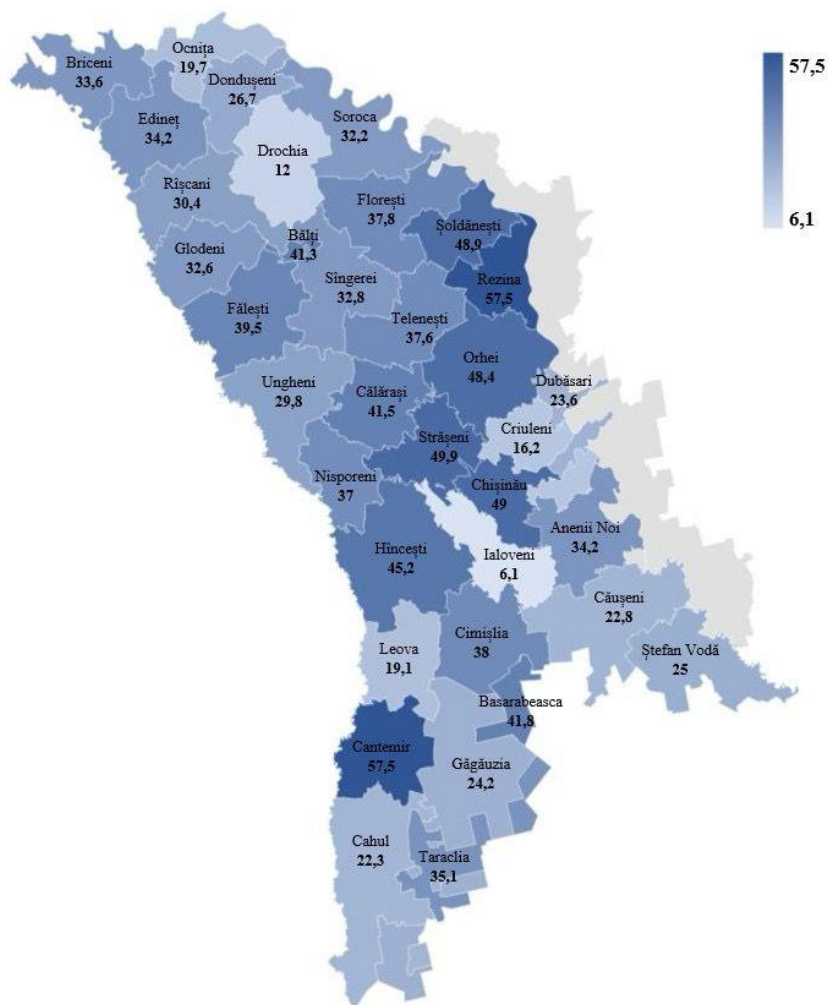 Ocnița
19,7
Briceni
33,6
Dondușeni
26,7
Edineț
34,2
Soroca
32,2
Drochia
12
Rîșcani
30,4
Florești
37,8
Șoldănești
48,9
Glodeni
32,6
Bălți
41,3
Sîngerei
32,8
Rezina
57,5
Fălești
39,5
Telenești
37,6
Orhei
48,4
Ungheni
29,8
Călărași
41,5
Dubăsari
23,6
Criuleni
16,2
Strășeni
49,9
Nisporeni
37
Chișinău
49
Anenii Noi
34,2
Hîncești
45,2
Ialoveni
6,1
Căușeni
22,8
Cimișlia
38
Leova
19,1
Ștefan Vodă
25
Basarabeasca
41,8
Cantemir
57,5
Găgăuzia
24,2
Cahul
22,3
Taraclia
35,1
57,5
6,1